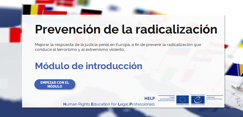 Prevención de la radicalización
Mejorar la respuesta de la justicia penal en Europa, a fin de prevenir la radicalización que
conduce al terrorismo y al extremismo violento.
Módulo de introducción
EMPEZAR CON EL
MÓDULO
HELP
Human Rights Education for Legal Professionals